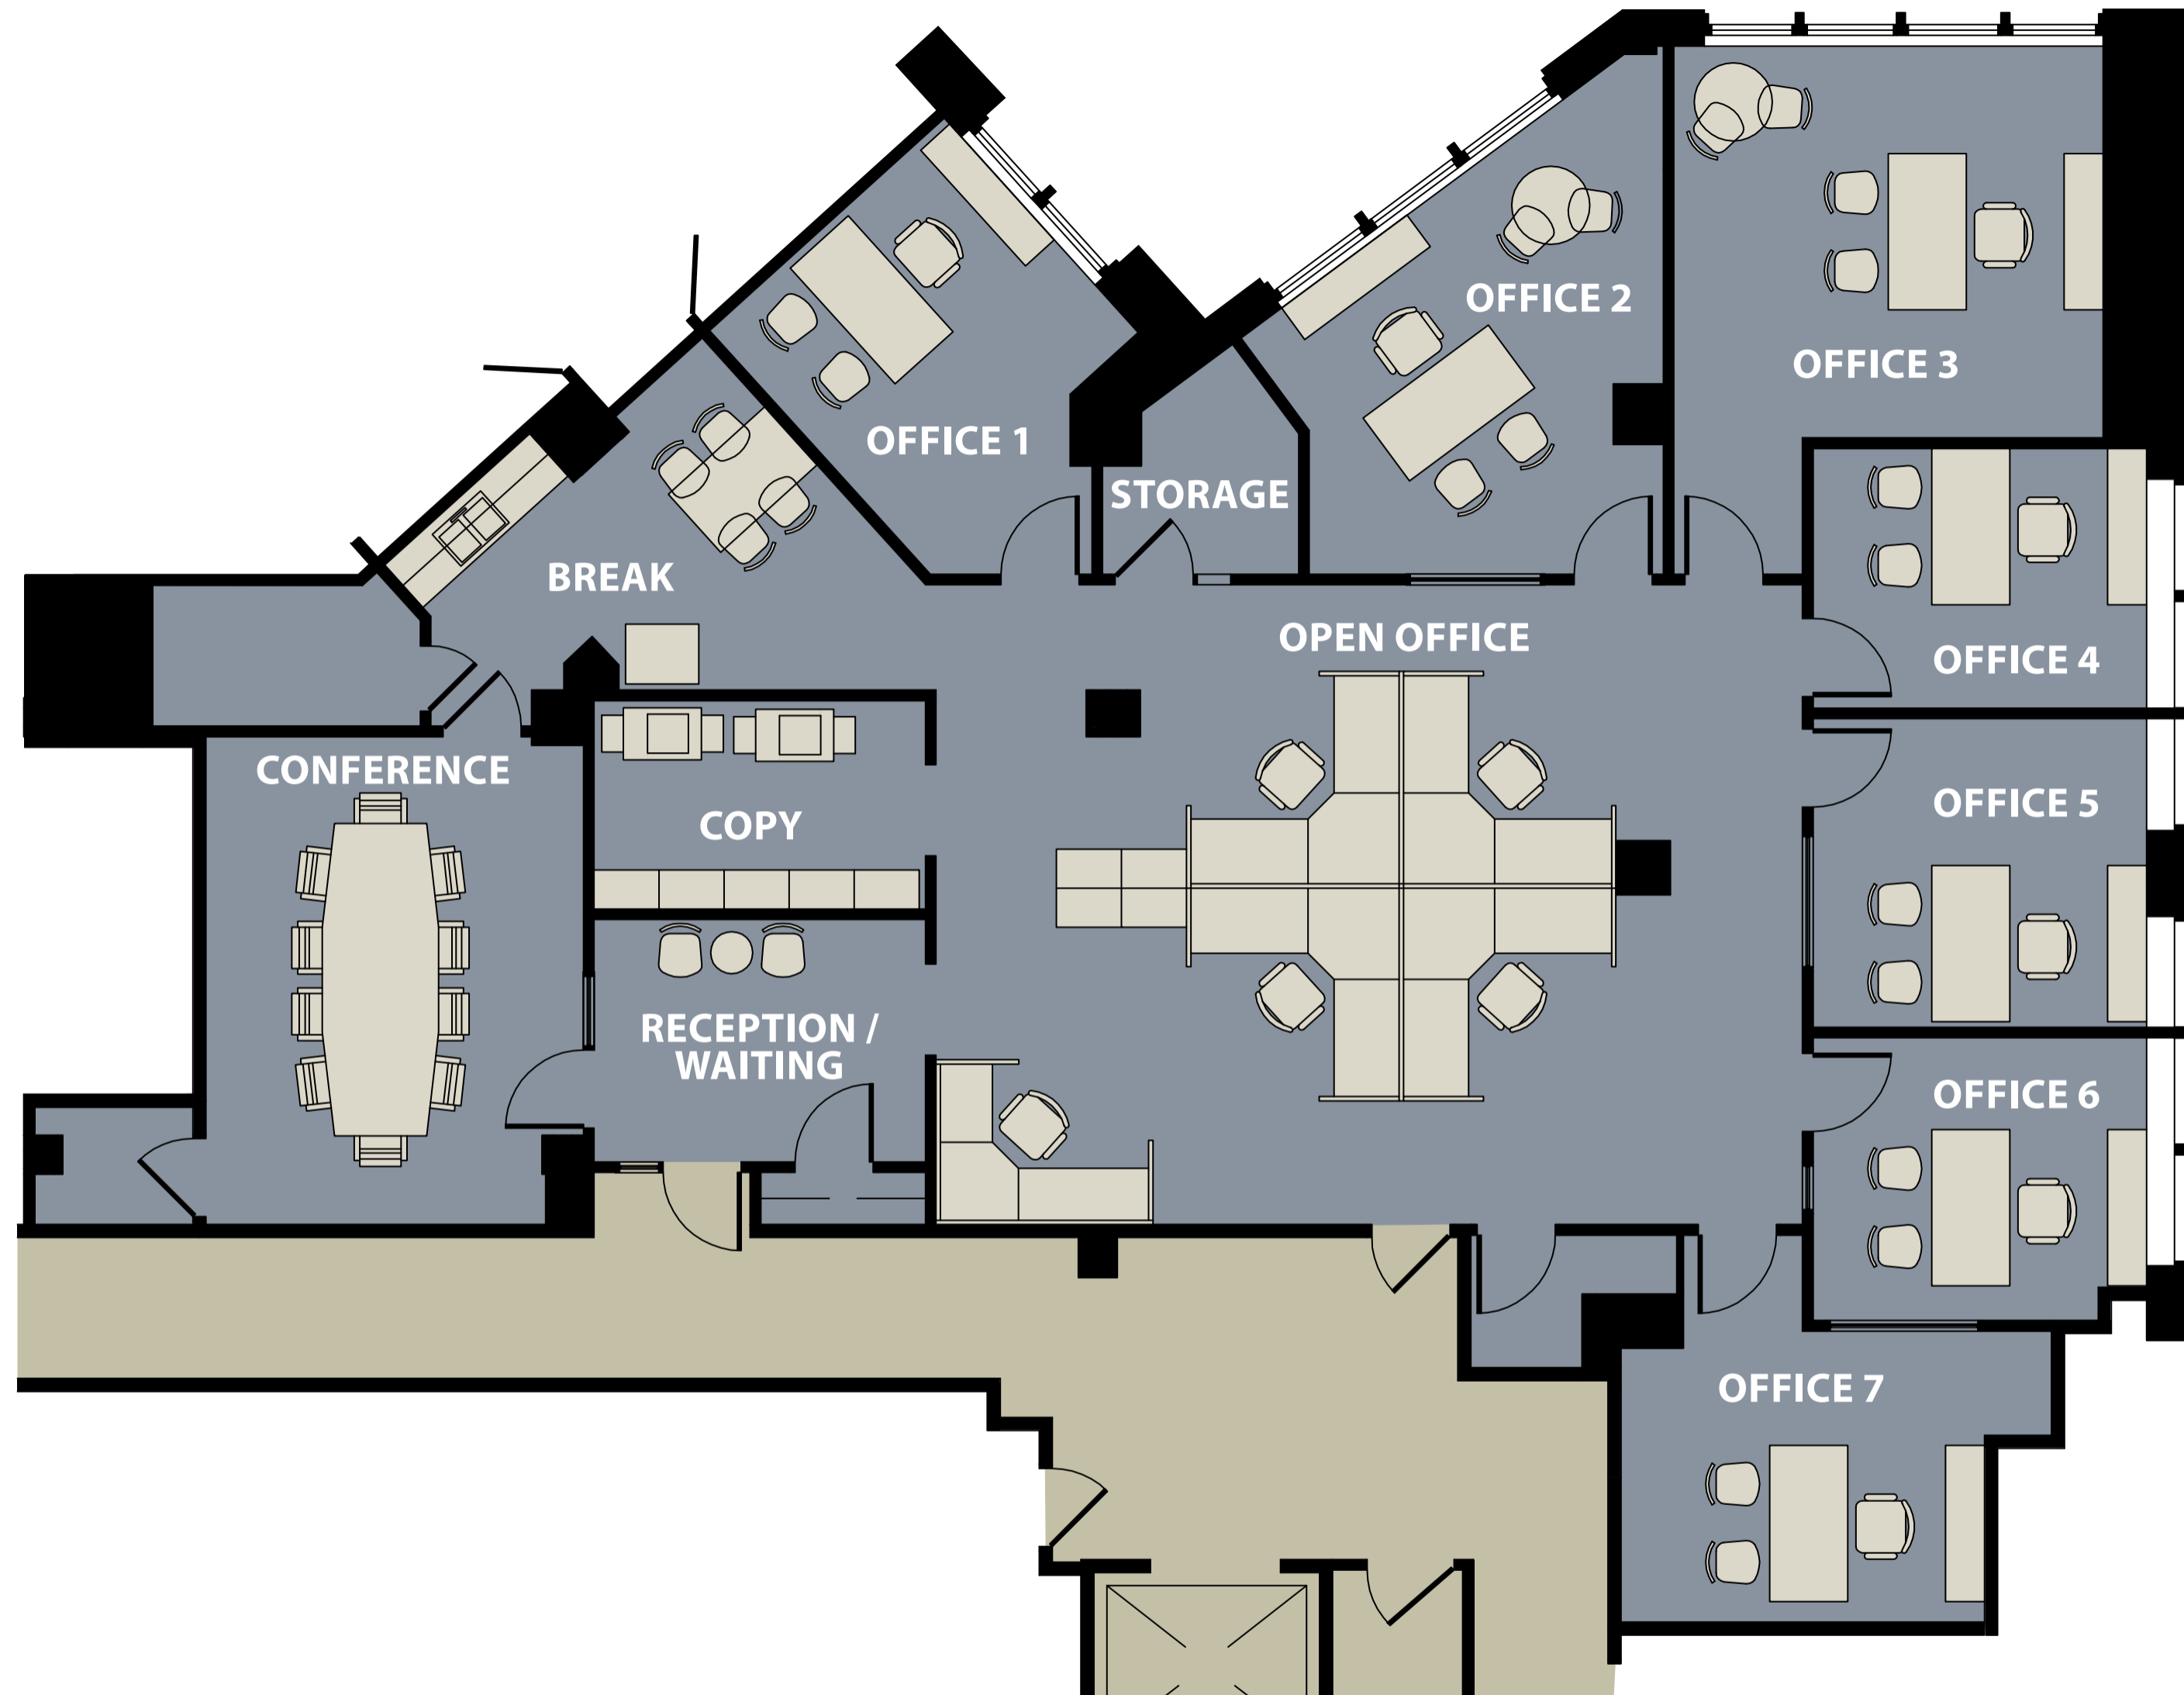 OFFICE 2
OFFICE 3
OFFICE 1
STORAGE
BREAK
OPEN OFFICE
OFFICE 4
CONFERENCE
COPY
OFFICE 5
RECEPTION/
WAITING
OFFICE 6
OFFICE 7